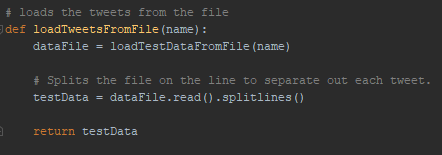 # loads the tweets from the file
def loadTweetsFromFile(name):
    dataFile = loadTestDataFromFile(name)

    # Splits the file on the line to separate out each tweet.
    testData = dataFile.read().splitlines()

    return testData